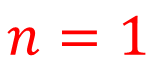 n = 1